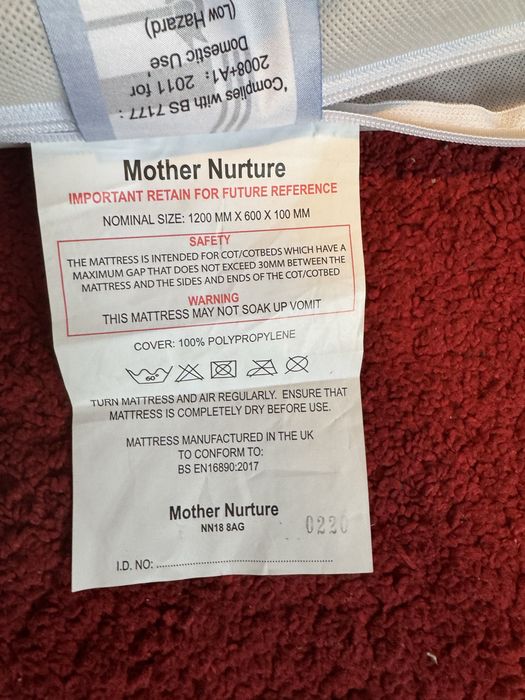 *Complies with BS 7177 :
2008+A1 : 2011 for
Domestic Use
(Low Hazard)
Mother Nurture
IMPORTANT RETAIN FOR FUTURE REFERENCE
NOMINAL SIZE: 1200 MM X 600 X 100 MM
SAFETY
THE MATTRESS IS INTENDED FOR COT/COTBEDS WHICH HAVE A
MAXIMUM GAP THAT DOES NOT EXCEED 30MM BETWEEN THE
MATTRESS AND THE SIDES AND ENDS OF THE COT/COTBED
WARNING
THIS MATTRESS MAY NOT SOAK UP VOMIT
COVER: 100% POLYPROPYLENE
60°
TURN MATTRESS AND AIR REGULARLY. ENSURE THAT
MATTRESS IS COMPLETELY DRY BEFORE USE.
MATTRESS MANUFACTURED IN THE UK
TO CONFORM TO:
BS EN16890:2017
Mother Nurture
NN18 8AG
0220
I.D. NO: ................................................